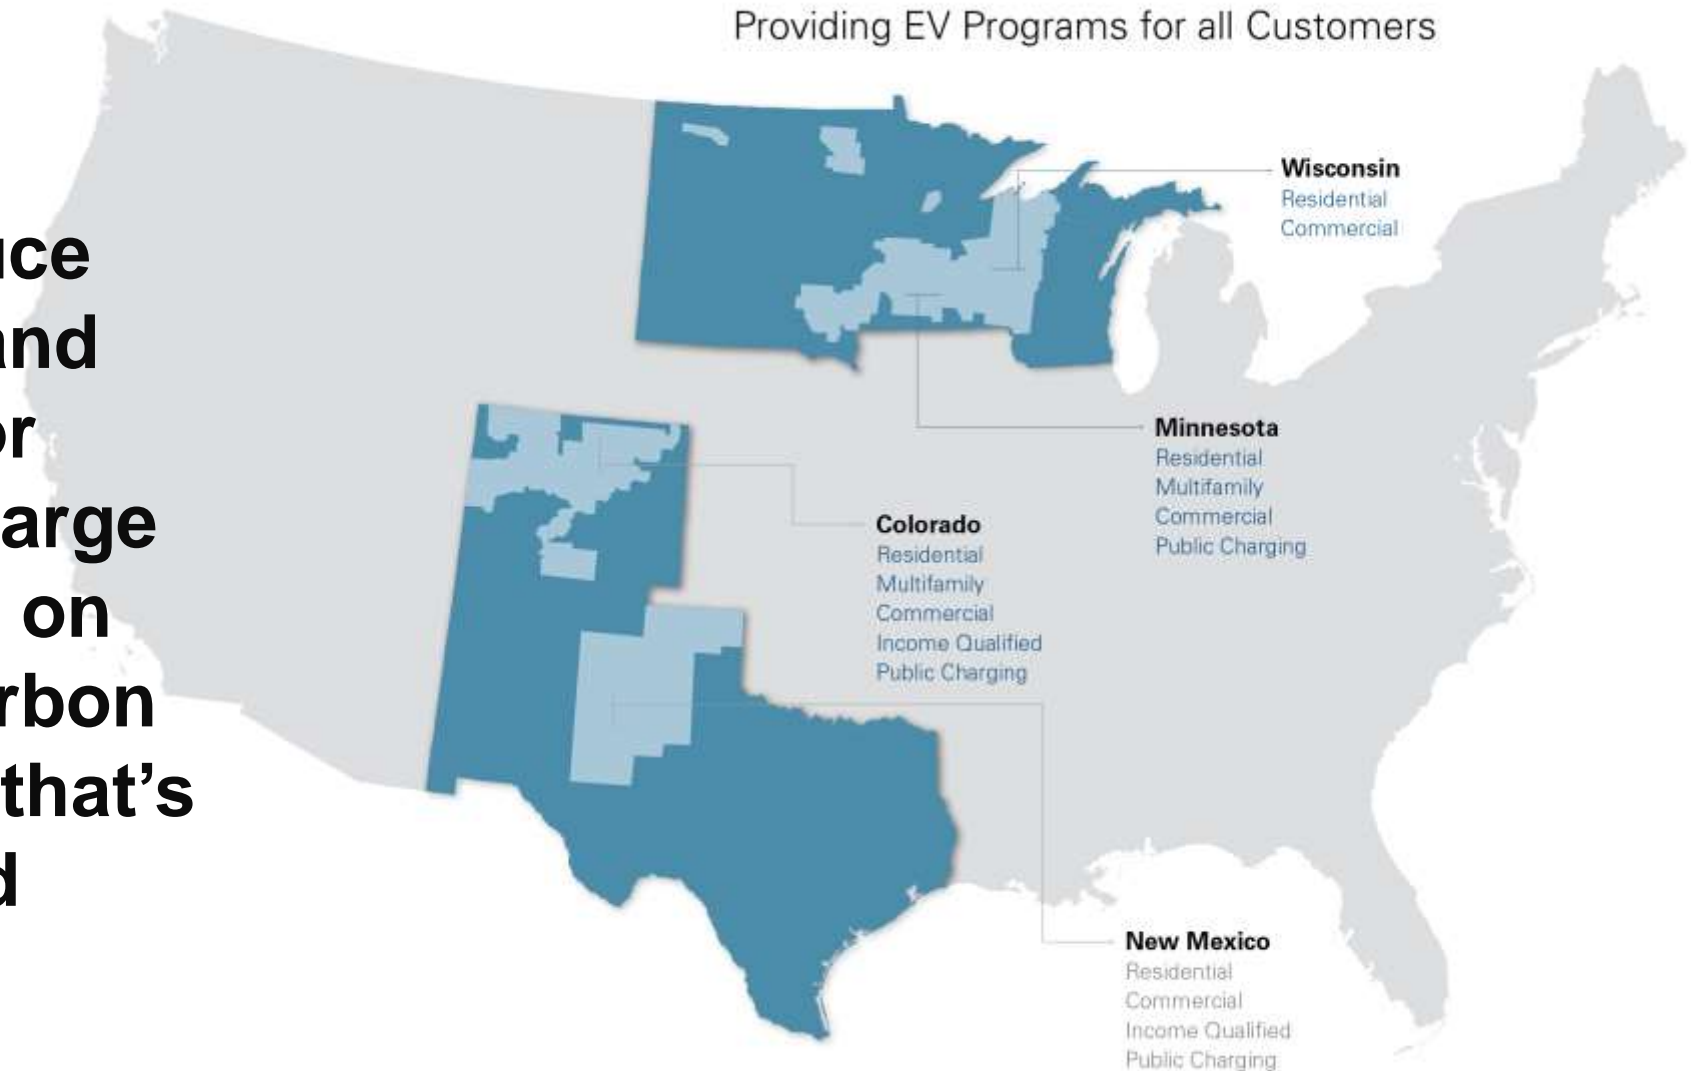 Providing EV Programs for all Customers
uce
and
or
arge
on
rbon
that’s
d
Wisconsin
Residential
Commercial
Minnesota
Residential
Multifamily
Commercial
Public Charging
Colorado
Residential
Multifamily
Commercial
Income Qualified
Public Charging
New Mexico
Residential
Commercial
Income Qualified
Public Charging